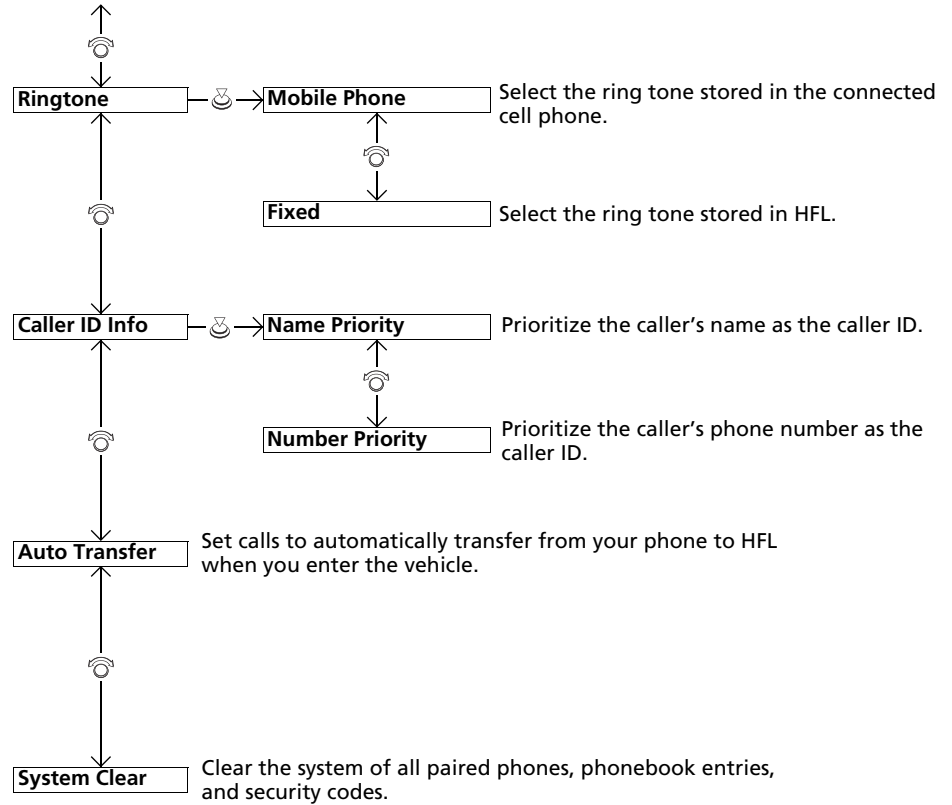 Ringtone
Mobile Phone
Select the ring tone stored in the connected
cell phone.
Fixed
Select the ring tone stored in HFL.
Caller ID Info
Name Priority
Prioritize the caller’s name as the caller ID.
Number Priority
Prioritize the caller’s phone number as the
caller ID.
Auto Transfer
Set calls to automatically transfer from your phone to HFL
when you enter the vehicle.
System Clear
Clear the system of all paired phones, phonebook entries,
and security codes.